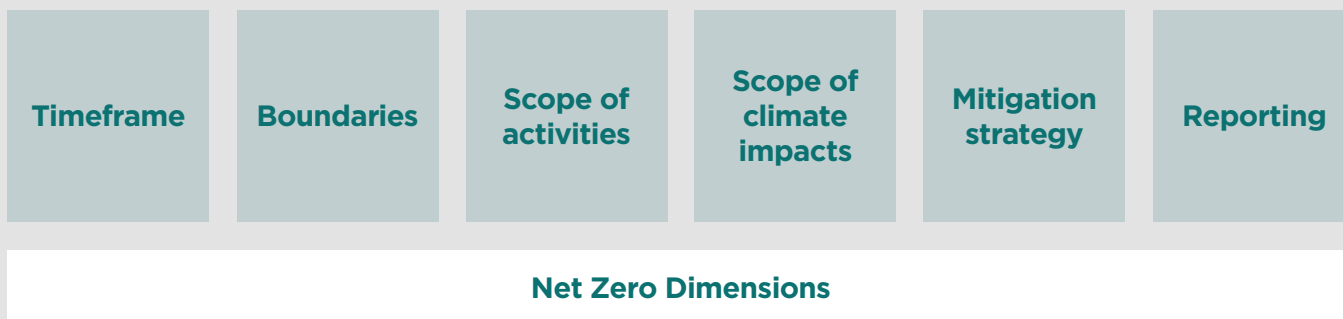 Timeframe
Boundaries
Scope of
activities
Scope of
climate
impacts
Mitigation
strategy
Reporting
Net Zero Dimensions